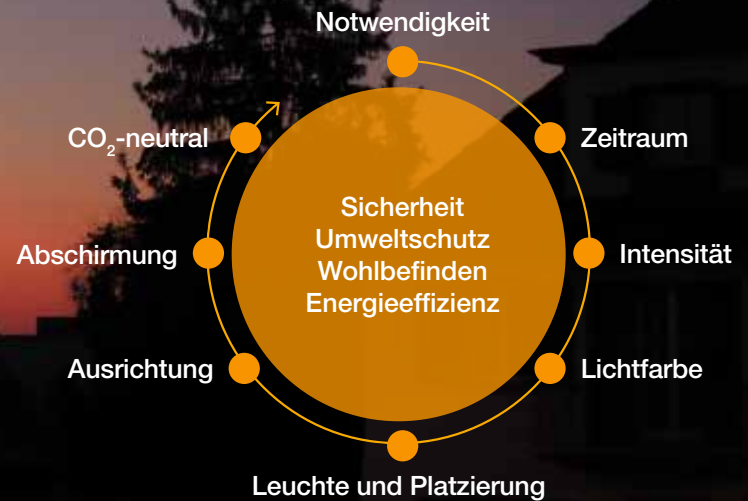 Notwendigkeit
Zeitraum
Intensität
Lichtfarbe
Leuchte und Platzierung
Ausrichtung
Abschirmung
CO₂-neutral
Sicherheit
Umweltschutz
Wohlbefinden
Energieeffizienz